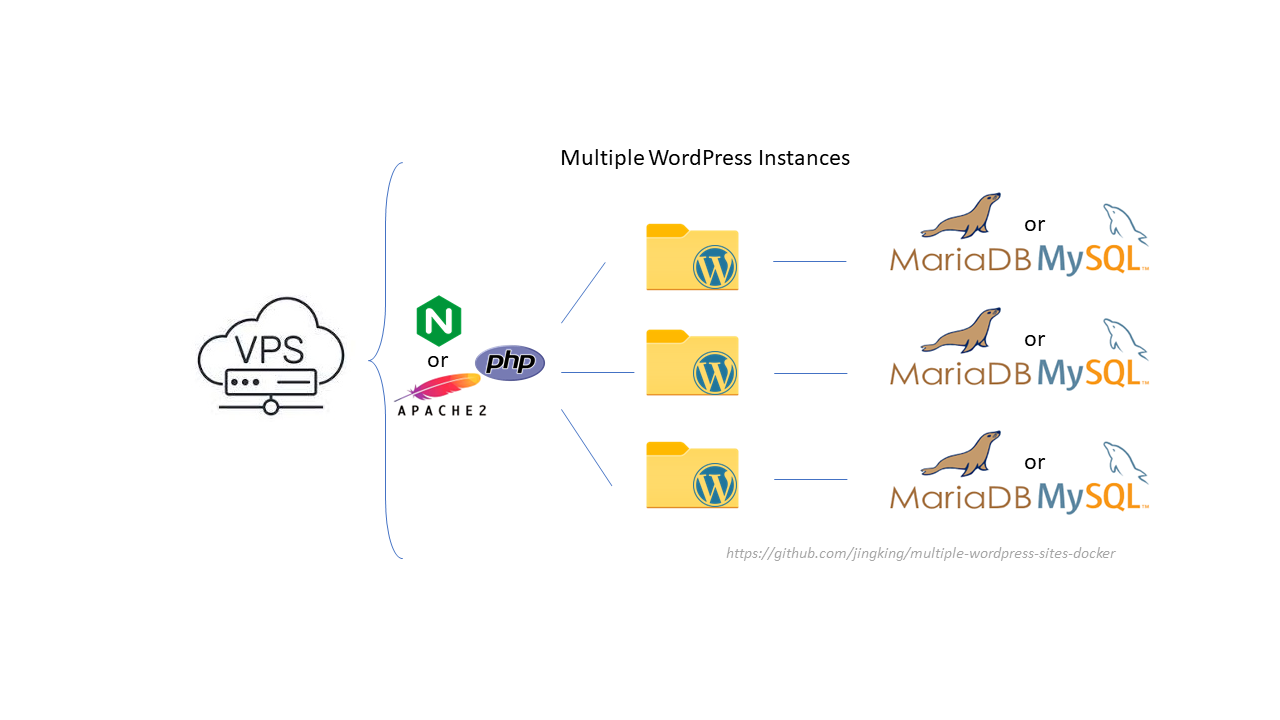 Multiple WordPress Instances
VPS
N
or
php
APACHE2
W
or
MariaDB MySQL™
W
or
MariaDB MySQL™
W
or
MariaDB MySQL™
https://github.com/jingking/multiple-wordpress-sites-docker